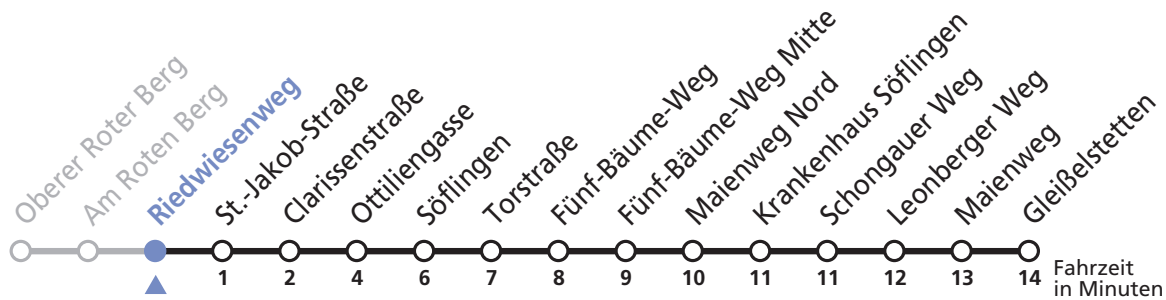 Oberer Roter Berg
Am Roten Berg
Riedwiesenweg
St.-Jakob-Straße
Clarissenstraße
Ottiliengasse
Söflingen
Torstraße
Fünf-Bäume-Weg
Fünf-Bäume-Weg Mitte
Maienweg Nord
Krankenhaus Söflingen
Schongauer Weg
Leonberger Weg
Maienweg
Gleißelstetten
1 2 4 6 7 8 9 10 11 11 12 13 14
Fahrzeit
in Minuten